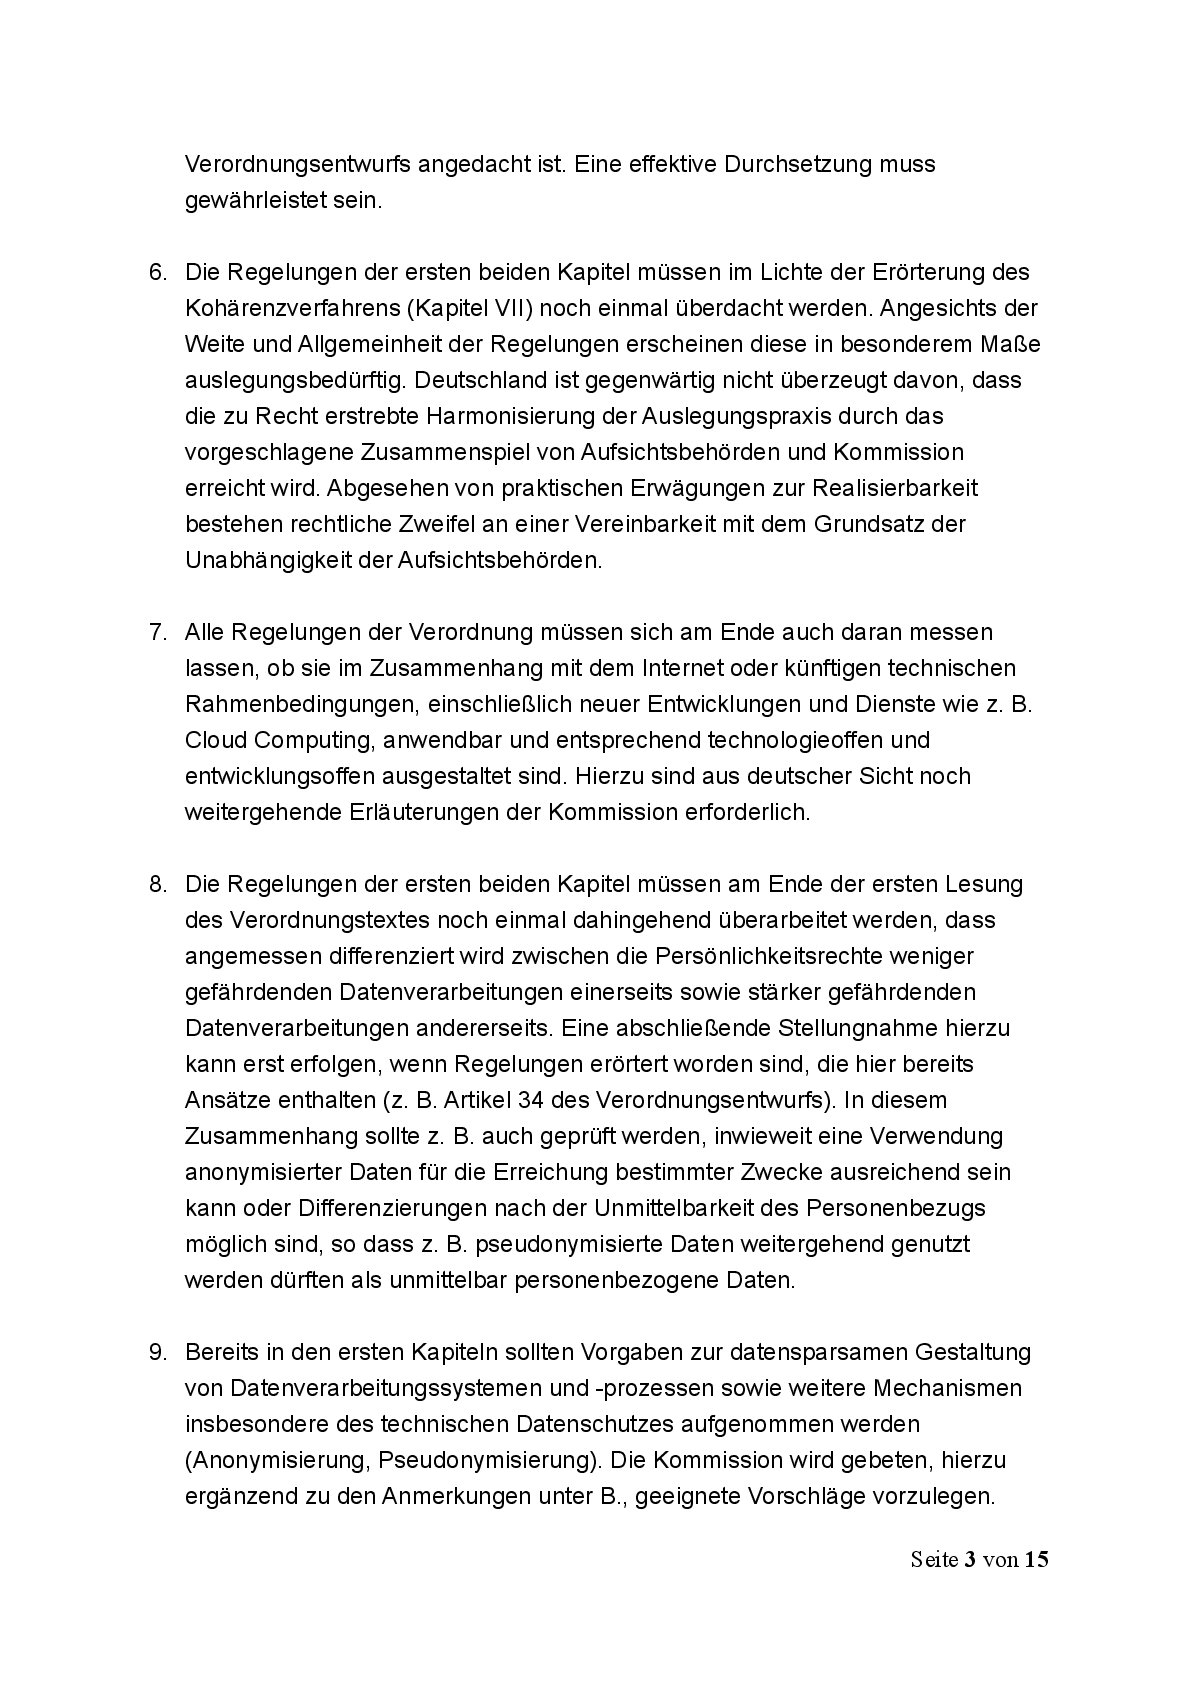 Verordnungsentwurfs angedacht ist. Eine effektive Durchsetzung muss
gewährleistet sein.
6. Die Regelungen der ersten beiden Kapitel müssen im Lichte der Erörterung des
Kohärenzverfahrens (Kapitel VII) noch einmal überdacht werden. Angesichts der
Weite und Allgemeinheit der Regelungen erscheinen diese in besonderem Maße
auslegungsbedürftig. Deutschland ist gegenwärtig nicht überzeugt davon, dass
die zu Recht erstrebte Harmonisierung der Auslegungspraxis durch das
vorgeschlagene Zusammenspiel von Aufsichtsbehörden und Kommission
erreicht wird. Abgesehen von praktischen Erwägungen zur Realisierbarkeit
bestehen rechtliche Zweifel an einer Vereinbarkeit mit dem Grundsatz der
Unabhängigkeit der Aufsichtsbehörden.
7. Alle Regelungen der Verordnung müssen sich am Ende auch daran messen
lassen, ob sie im Zusammenhang mit dem Internet oder künftigen technischen
Rahmenbedingungen, einschließlich neuer Entwicklungen und Dienste wie z. B.
Cloud Computing, anwendbar und entsprechend technologieoffen und
entwicklungsoffen ausgestaltet sind. Hierzu sind aus deutscher Sicht noch
weitergehende Erläuterungen der Kommission erforderlich.
8. Die Regelungen der ersten beiden Kapitel müssen am Ende der ersten Lesung
des Verordnungstextes noch einmal dahingehend überarbeitet werden, dass
angemessen differenziert wird zwischen die Persönlichkeitsrechte weniger
gefährdenden Datenverarbeitungen einerseits sowie stärker gefährdenden
Datenverarbeitungen andererseits. Eine abschließende Stellungnahme hierzu
kann erst erfolgen, wenn Regelungen erörtert worden sind, die hier bereits
Ansätze enthalten (z. B. Artikel 34 des Verordnungsentwurfs). In diesem
Zusammenhang sollte z. B. auch geprüft werden, inwieweit eine Verwendung
anonymisierter Daten für die Erreichung bestimmter Zwecke ausreichend sein
kann oder Differenzierungen nach der Unmittelbarkeit des Personenbezugs
möglich sind, so dass z. B. pseudonymisierte Daten weitergehend genutzt
werden dürften als unmittelbar personenbezogene Daten.
9. Bereits in den ersten Kapiteln sollten Vorgaben zur datensparsamen Gestaltung
von Datenverarbeitungssystemen und -prozessen sowie weitere Mechanismen
insbesondere des technischen Datenschutzes aufgenommen werden
(Anonymisierung, Pseudonymisierung). Die Kommission wird gebeten, hierzu
ergänzend zu den Anmerkungen unter B., geeignete Vorschläge vorzulegen.
Seite 3 von 15